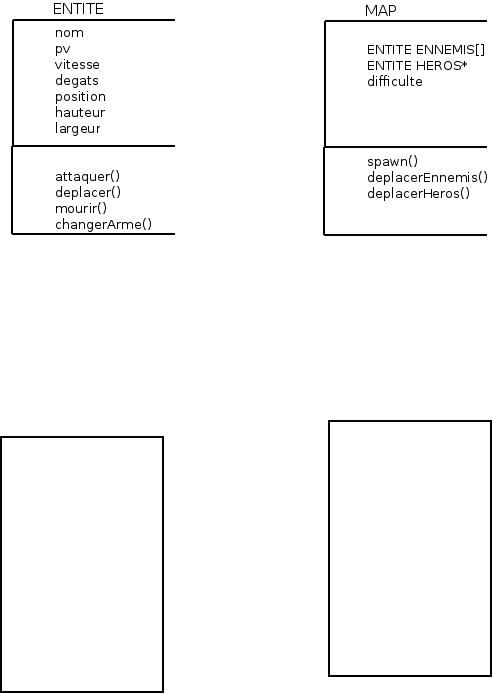 ENTITE
nom
pv
vitesse
degats
position
hauteur
largeur
attaquer()
deplacer()
mourir()
changerArme()
MAP
ENTITE ENNEMIS[]
ENTITE HEROS*
difficulte
spawn()
deplacerEnnemis()
deplacerHeros()